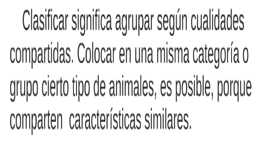 Clasificar significa agrupar según cualidades
compartidas. Colocar en una misma categoría o
grupo cierto tipo de animales, es posible, porque
comparten  características similares.